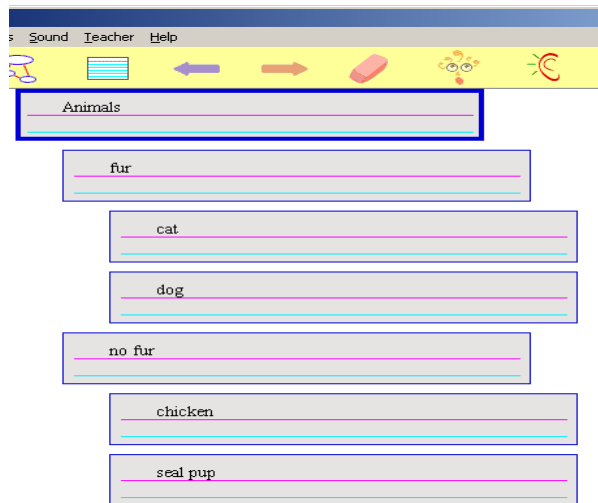 s Sound Teacher Help
Animals
fur
cat
dog
no fur
chicken
seal pup